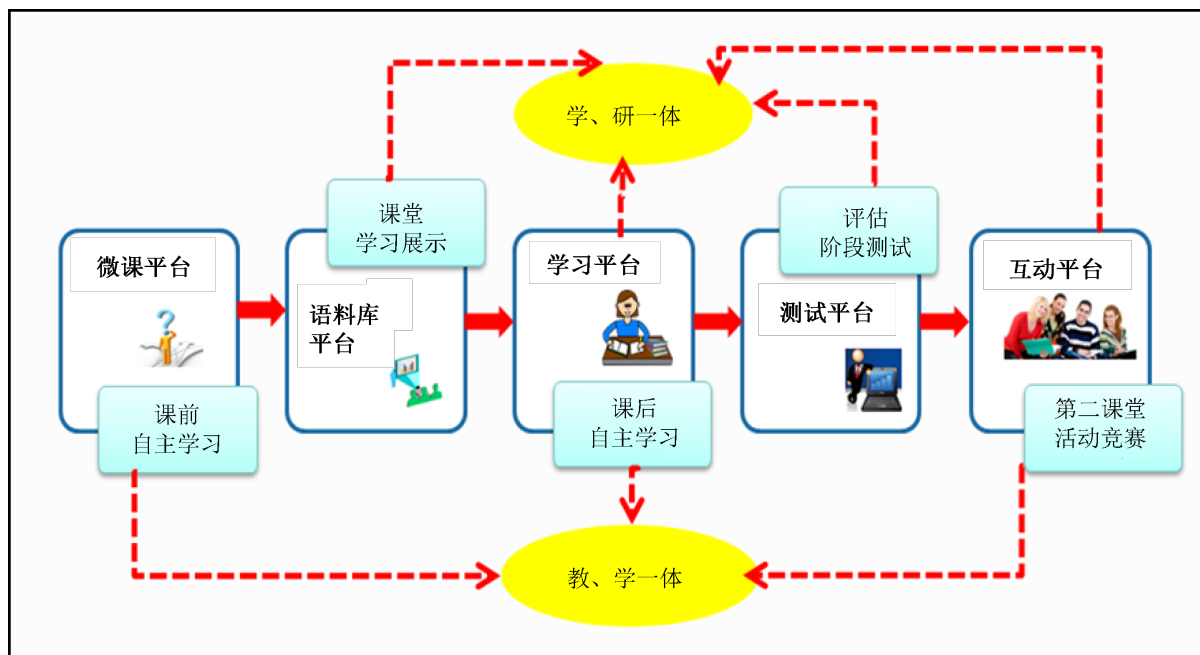 学、研一体
课堂
学习展示
评估
阶段测试
微课平台
语料库
平台
学习平台
测试平台
互动平台
课前
自主学习
课后
自主学习
第二课堂
活动竞赛
教、学一体